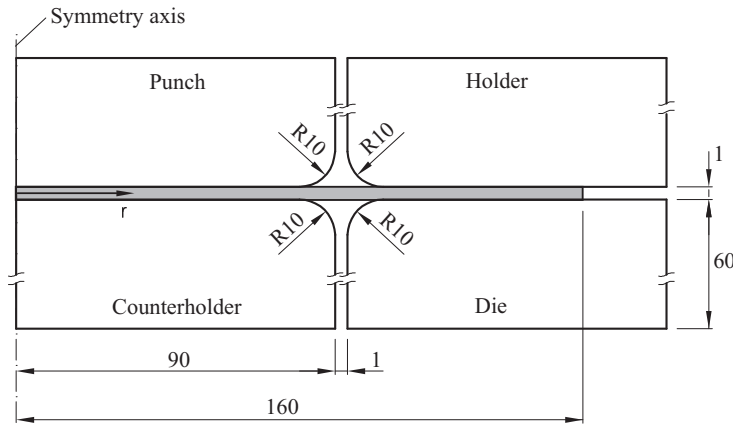 Symmetry axis
Punch
Holder
R10
R10
1
r
R10
R10
60
Counterholder
Die
90
1
160